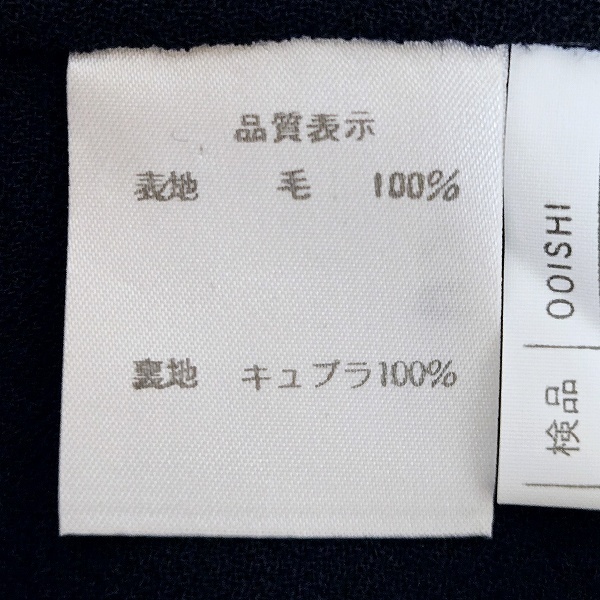 品質表示
表地 毛 100%
裏地 キュプラ100%
検品 OOISHI